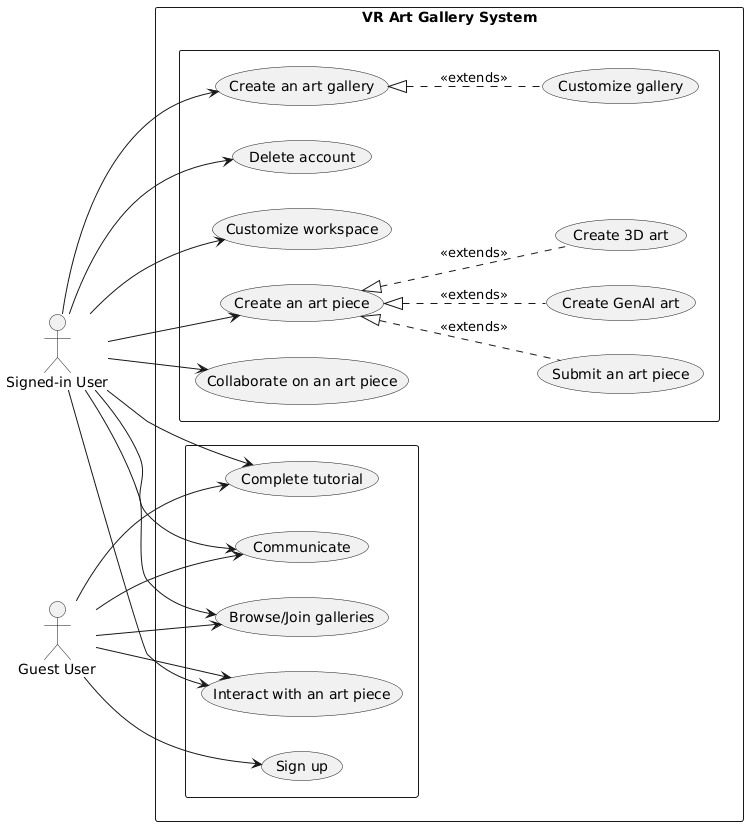 VR Art Gallery System
Create an art gallery
«extends»
Customize gallery
Delete account
Customize workspace
Create 3D art
«extends»
Create an art piece
«extends»
Create GenAI art
«extends»
Submit an art piece
Collaborate on an art piece
Signed-in User
Complete tutorial
Communicate
Browse/Join galleries
Guest User
Interact with an art piece
Sign up